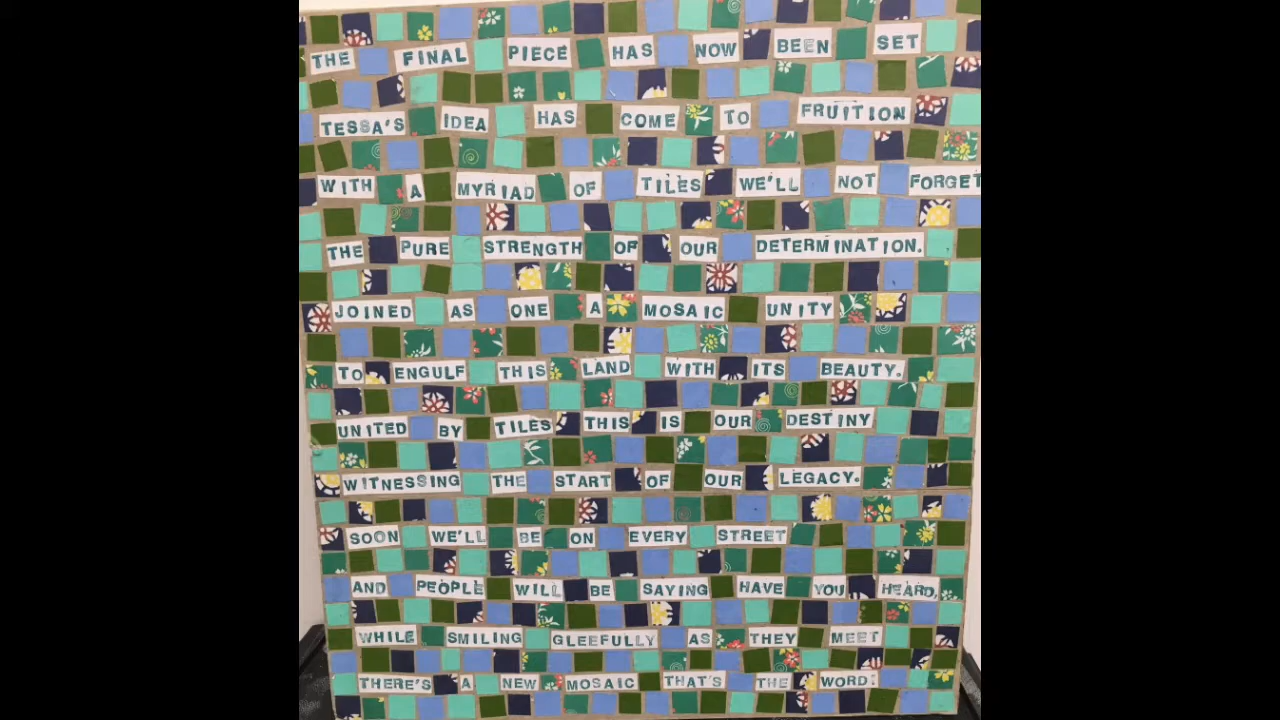 THE FINAL PIECE HAS NOW BEEN SET
TESSA'S IDEA HAS COME TO FRUITION
WITH A MYRIAD OF TILES WE'LL NOT FORGET
THE PURE STRENGTH OF OUR DETERMINATION.
JOINED AS ONE A MOSAIC UNITY
TO ENGULF THIS LAND WITH ITS BEAUTY.
UNITED BY TILES THIS IS OUR DESTINY
WITNESSING THE START OF OUR LEGACY.
SOON WE'LL BE ON EVERY STREET
AND PEOPLE WILL BE SAYING HAVE YOU HEARD,
WHILE SMILING GLEEFULLY AS THEY MEET
THERE'S A NEW MOSAIC THAT'S THE WORD!